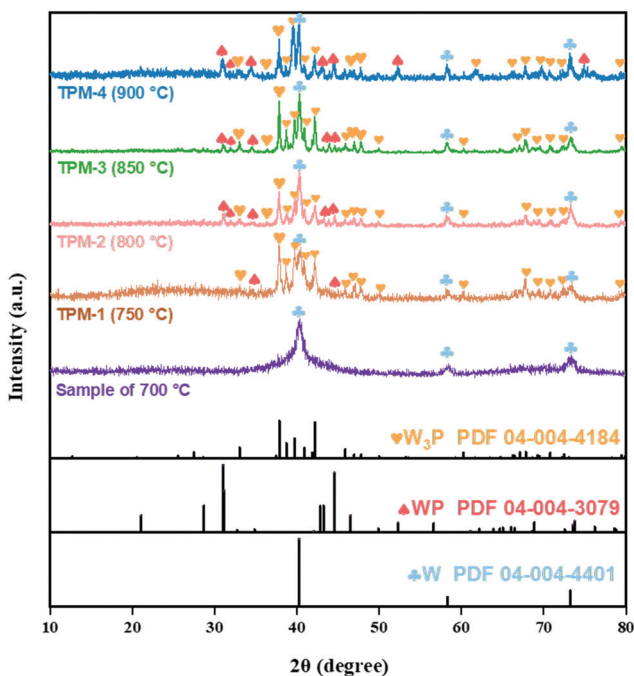 TPM-4 (900 °C)
TPM-3 (850 °C)
TPM-2 (800 °C)
TPM-1 (750 °C)
Sample of 700 °C
♥W₃P PDF 04-004-4184
♠WP PDF 04-004-3079
♣W PDF 04-004-4401
Intensity (a.u.)
10 20 30 40 50 60 70 80
2θ (degree)